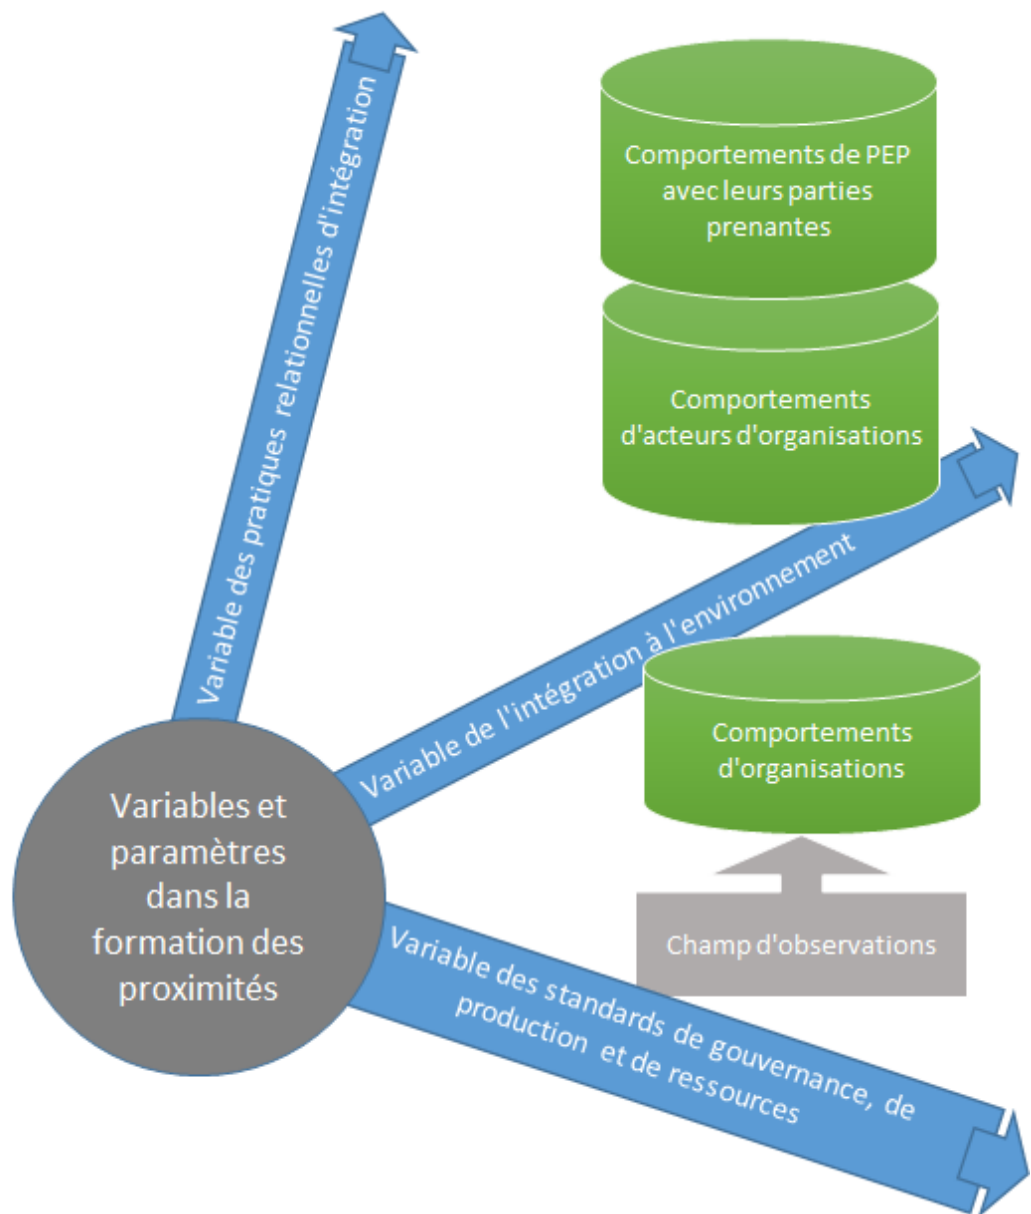 Variable des pratiques relationnelles d'intégration
Comportements de PEP
avec leurs parties
prenantes
Comportements
d'acteurs d'organisations
Variable de l'intégration à l'environnement
Comportements
d'organisations
Variables et
paramètres
dans la
formation des
proximités
Champ d'observations
Variable des standards de gouvernance, de
production et de ressources